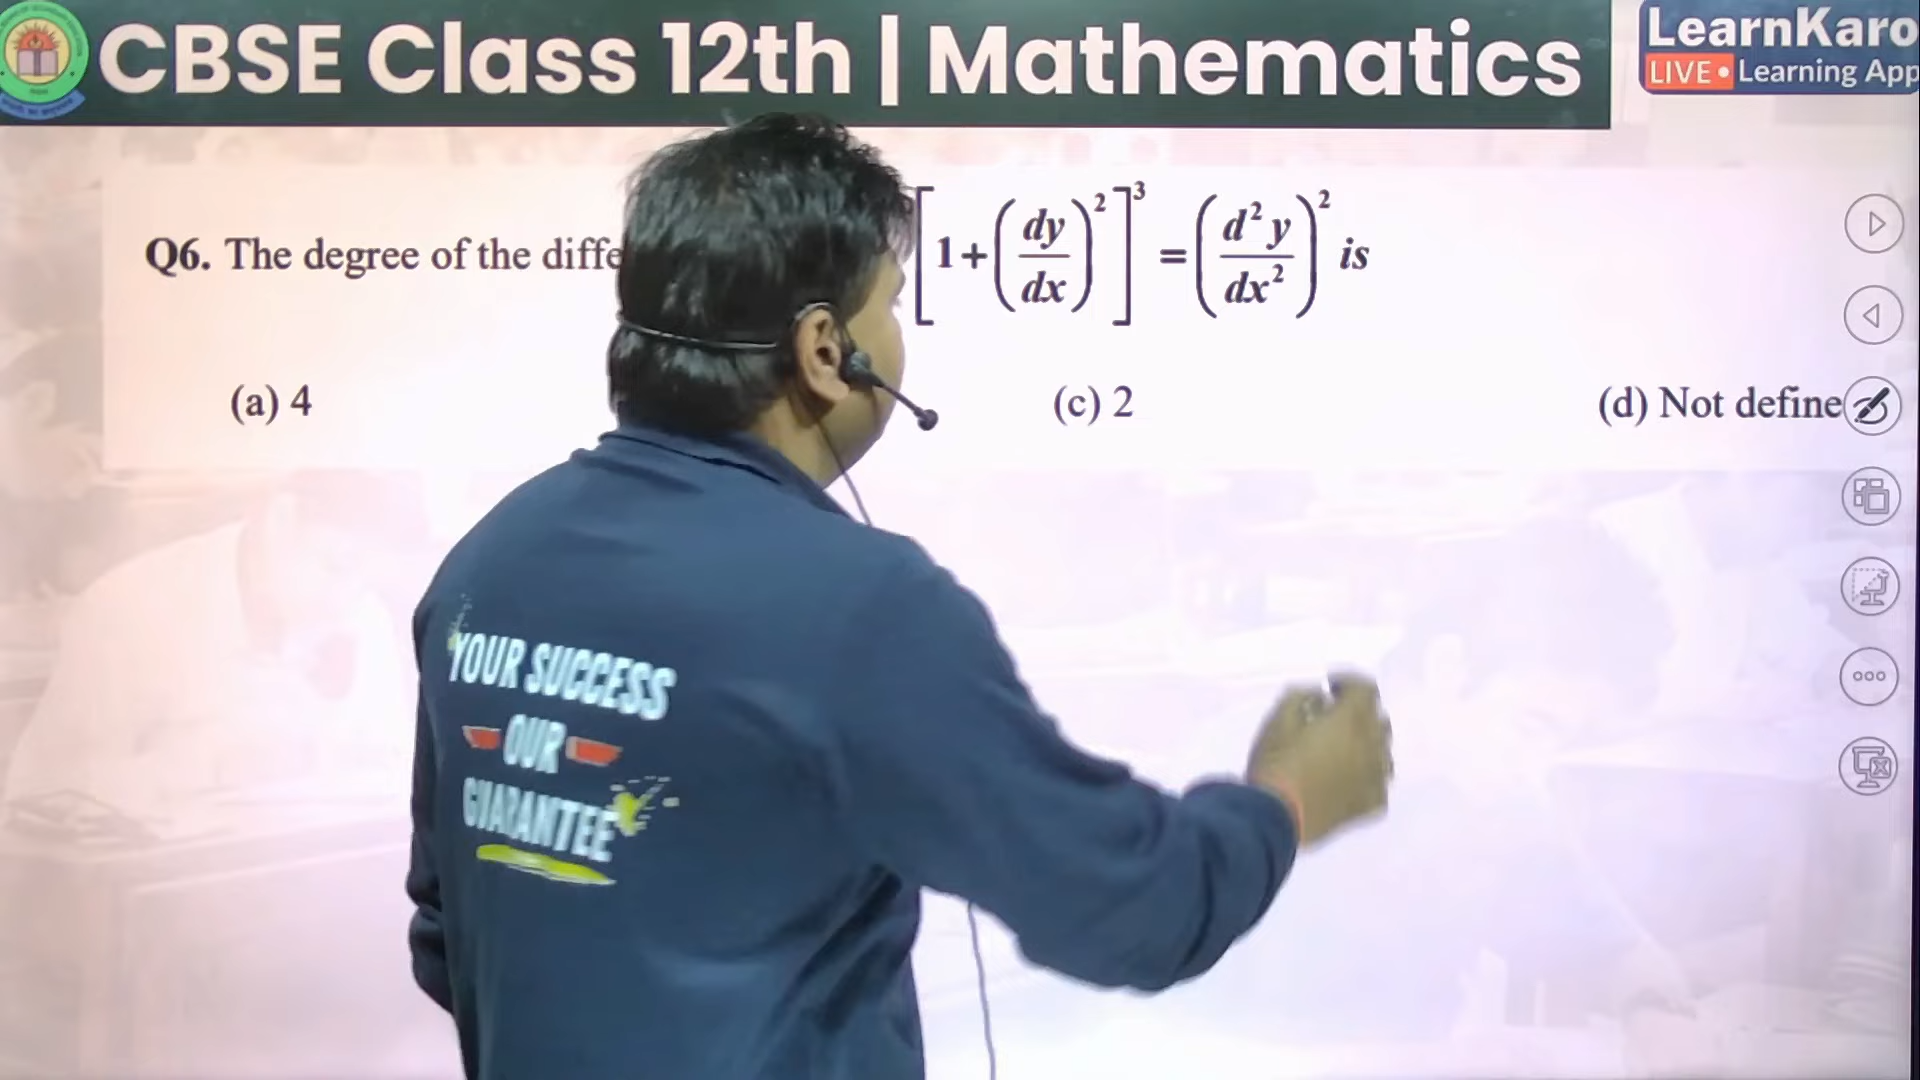 CBSE Class 12th | Mathematics
LearnKaro
LIVE • Learning App
Q6. The degree of the diffe [1+(dy/dx)²]³ = (d²y/dx²)² is
(a) 4 (c) 2 (d) Not define
YOUR SUCCESS
OUR
GUARANTEE